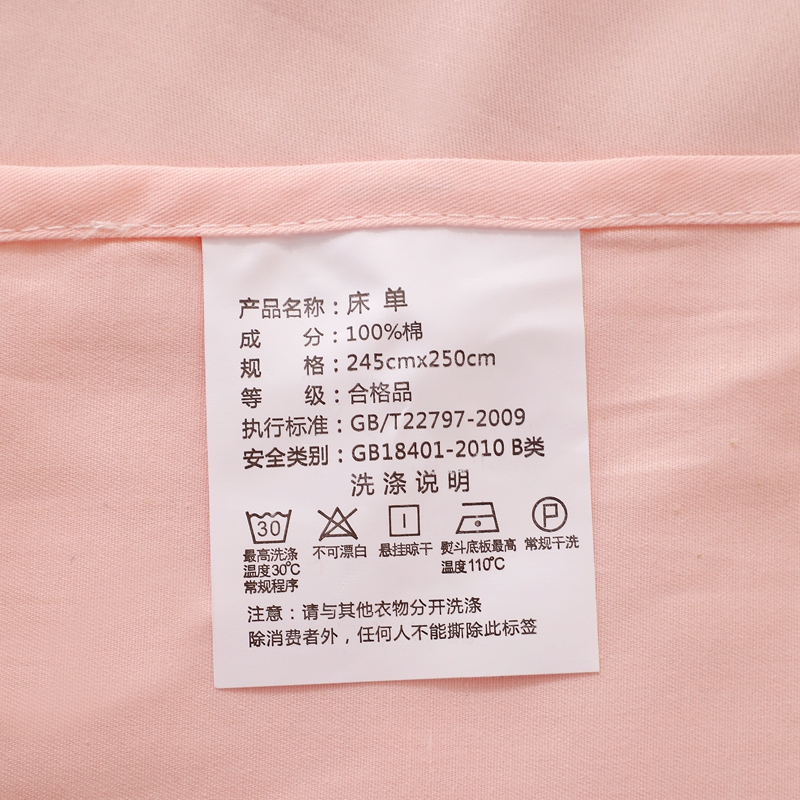 产品名称：床 单
成 分：100%棉
规 格：245cmx250cm
等 级：合格品
执行标准：GB/T22797-2009
安全类别：GB18401-2010 B类
洗涤说明
30
P
最高洗涤 不可漂白 悬挂晾干 熨斗底板最高 常规干洗
温度30℃ 温度110℃
常规程序
注意：请与其他衣物分开洗涤
除消费者外，任何人不能撕除此标签